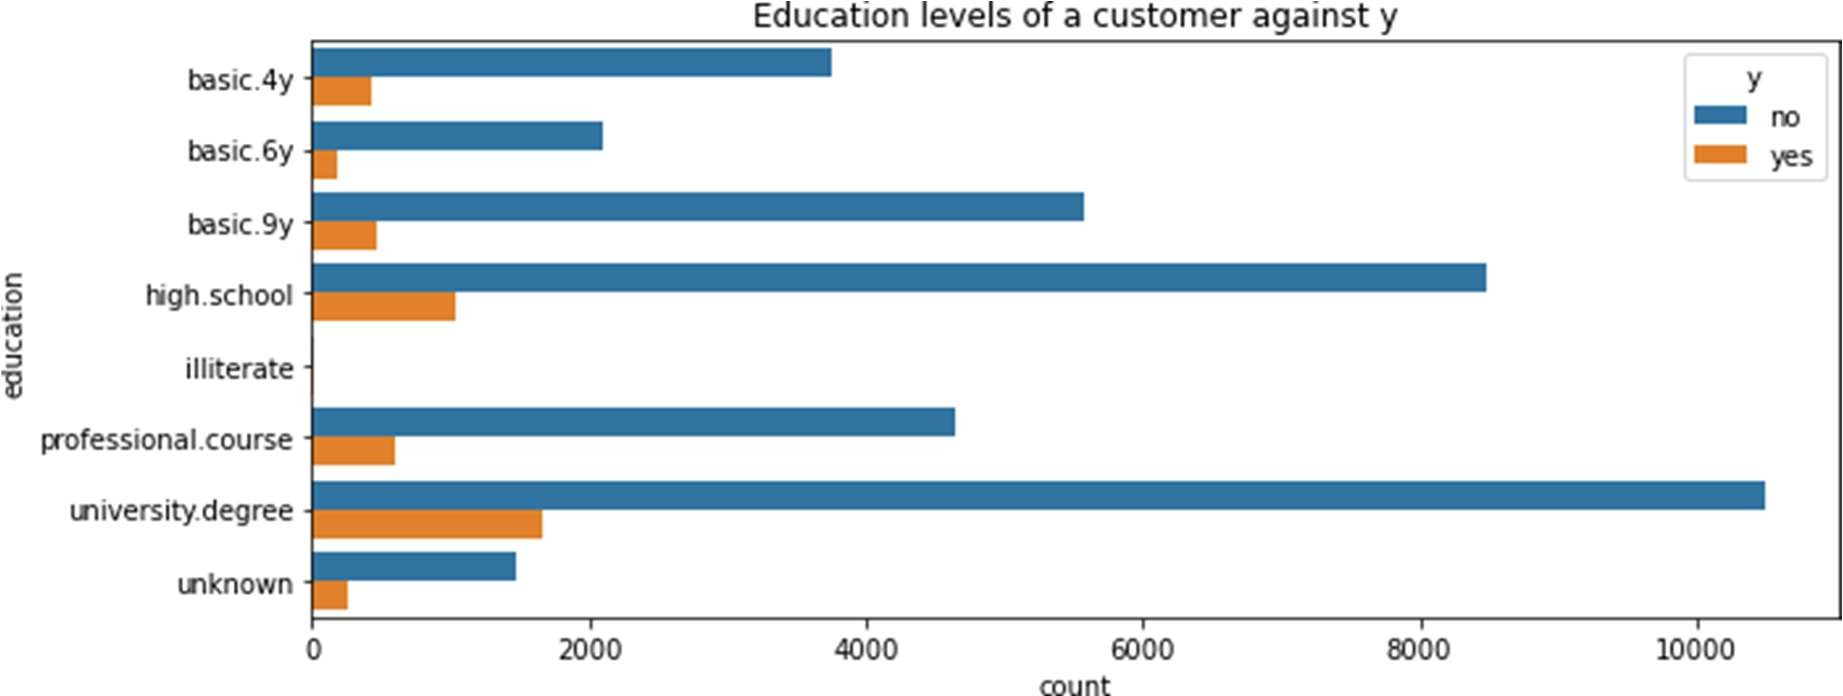 Education levels of a customer against y
y
no
yes
education
basic.4y
basic.6y
basic.9y
high.school
illiterate
professional.course
university.degree
unknown
0 2000 4000 6000 8000 10000
count